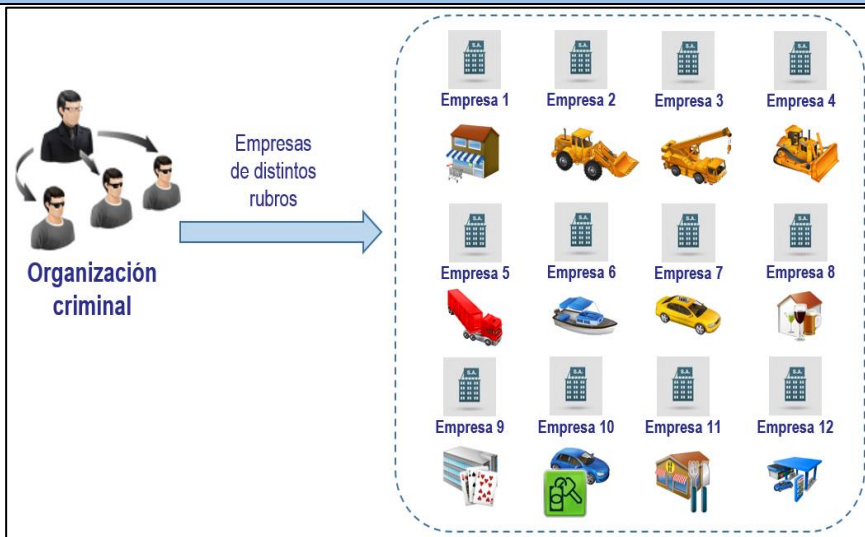 S.A.
S.A.
S.A.
S.A.
Empresa 1
Empresa 2
Empresa 3
Empresa 4
Empresas
de distintos
rubros
Organización
criminal
S.A.
S.A.
S.A.
S.A.
Empresa 5
Empresa 6
Empresa 7
Empresa 8
S.A.
S.A.
S.A.
S.A.
Empresa 9
Empresa 10
Empresa 11
Empresa 12